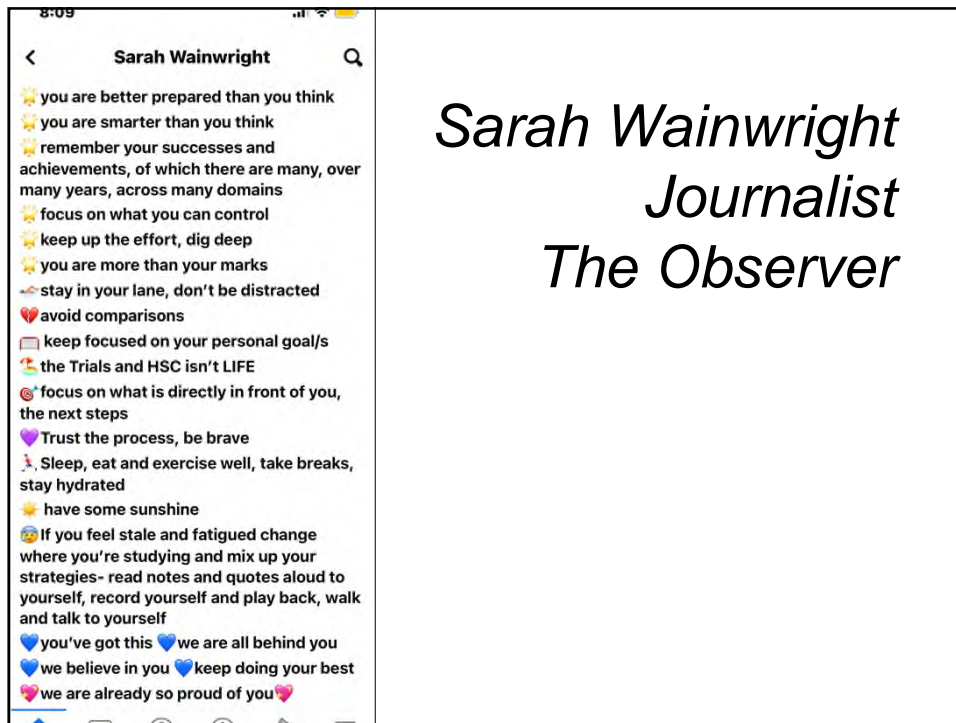 8:09
Sarah Wainwright
🌟you are better prepared than you think
🌟you are smarter than you think
🌟remember your successes and
achievements, of which there are many, over
many years, across many domains
🌟focus on what you can control
🌟keep up the effort, dig deep
🌟you are more than your marks
🏊stay in your lane, don't be distracted
💔avoid comparisons
🥅 keep focused on your personal goal/s
🏖️the Trials and HSC isn't LIFE
🎯focus on what is directly in front of you,
the next steps
💜Trust the process, be brave
🏃 Sleep, eat and exercise well, take breaks,
stay hydrated
☀️ have some sunshine
😰If you feel stale and fatigued change
where you're studying and mix up your
strategies- read notes and quotes aloud to
yourself, record yourself and play back, walk
and talk to yourself
💙you've got this 💙we are all behind you
💙we believe in you 💙keep doing your best
💖we are already so proud of you💖
Sarah Wainwright
Journalist
The Observer